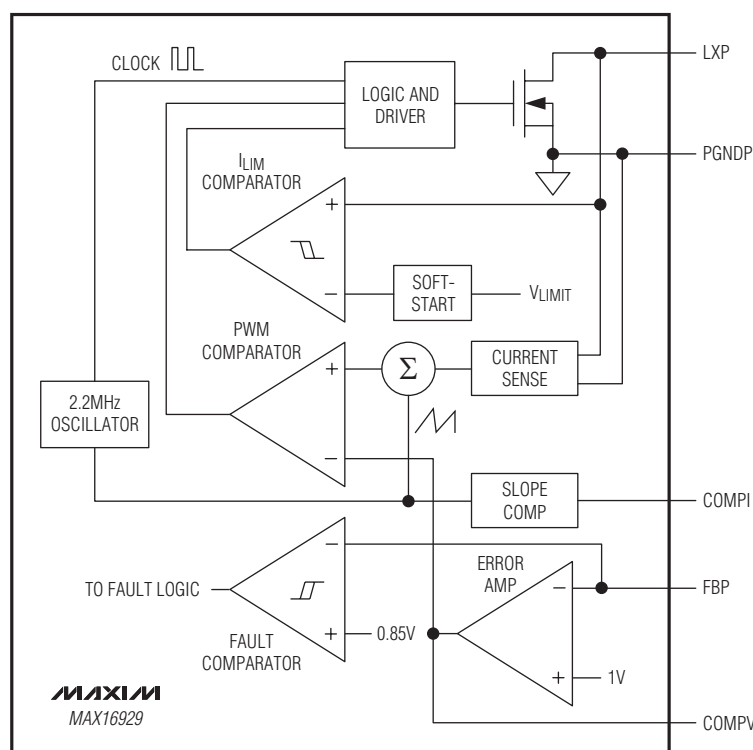 CLOCK
LOGIC AND
DRIVER
LXP
PGNDP
ILIM
COMPARATOR
+
−
SOFT-
START
VLIMIT
PWM
COMPARATOR
+
−
Σ
CURRENT
SENSE
2.2MHz
OSCILLATOR
SLOPE
COMP
COMPI
TO FAULT LOGIC
−
+
0.85V
FAULT
COMPARATOR
ERROR
AMP
−
+
1V
FBP
COMPV
MAXIM
MAX16929